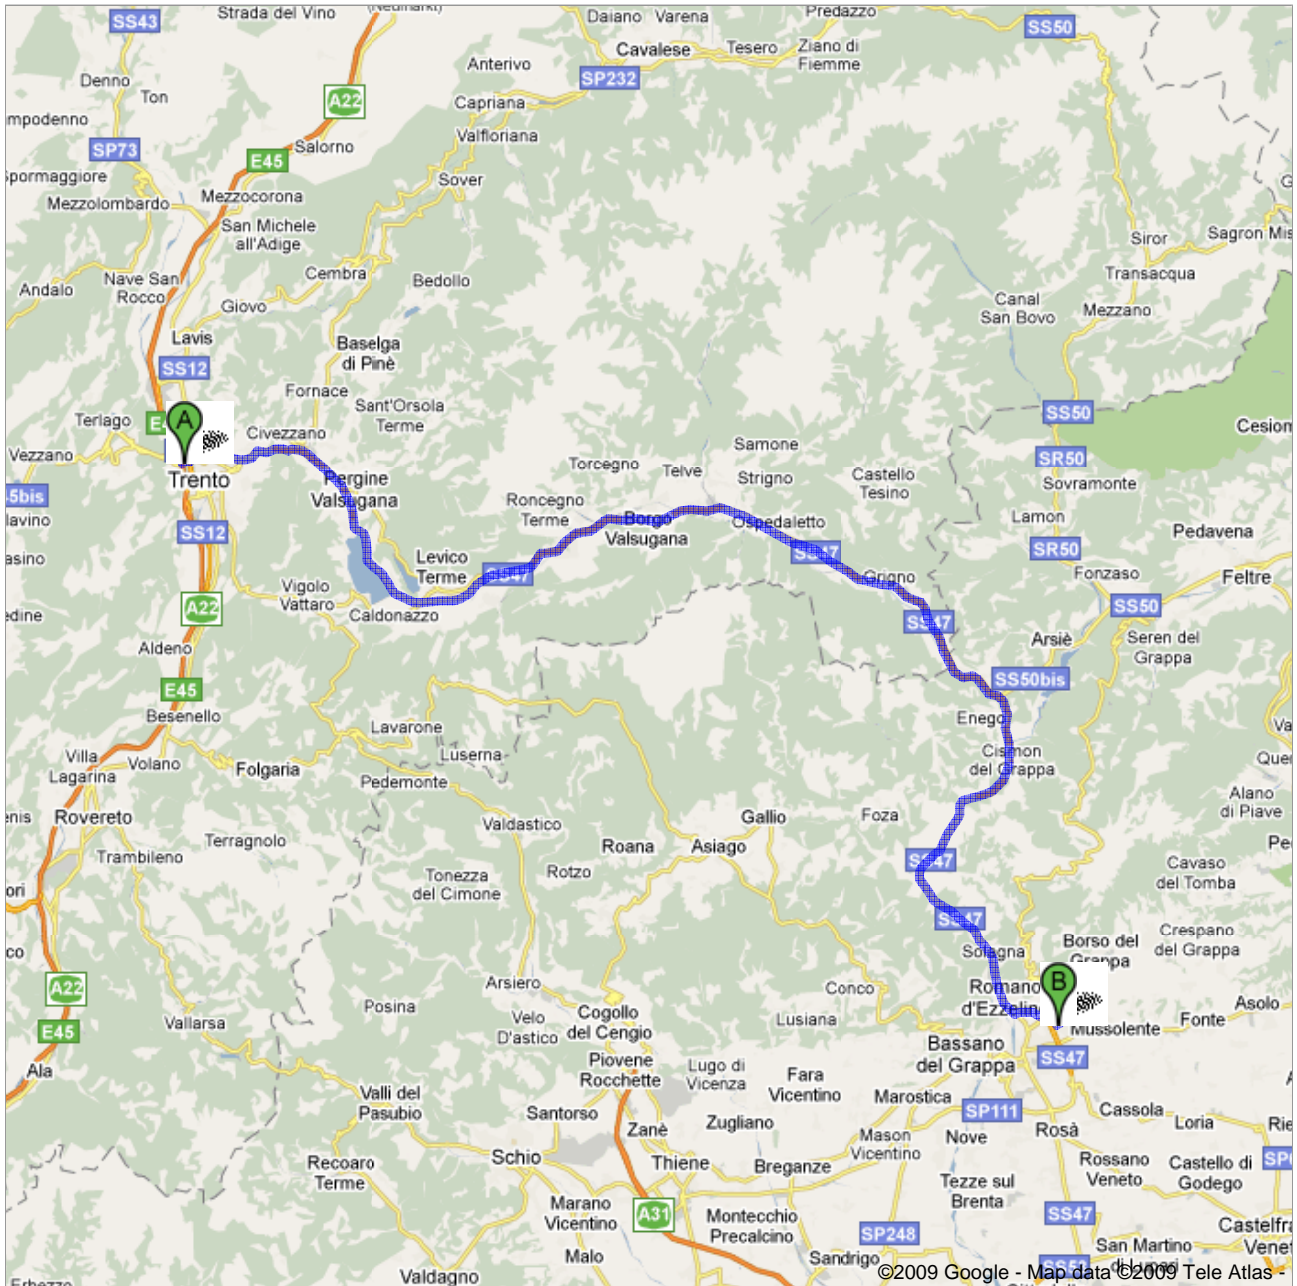 SS43
Strada del Vino
(Neumarkt)
Daiano
Varena
Predazzo
SS50
Cavalese
Tesero
Ziano di
Fiemme
Anterivo
SP232
Denno
Ton
A22
Capriana
mpodenno
Valfloriana
SP73
Salorno
E45
Spormaggiore
Sover
Mezzolombardo
Mezzocorona
San Michele
all'Adige
Siror
Sagron Mis
Cembra
Bedollo
Transacqua
Nave San
Rocco
Andalo
Giovo
Canal
San Bovo
Mezzano
Lavis
Baselga
di Pinè
SS12
Fornace
Sant'Orsola
Terme
SS50
Terlago
A
Civezzano
Cesion
Vezzano
Samone
SR50
Trento
Pergine
Valsugana
Torcegno
Telve
Strigno
Castello
Tesino
Sovramonte
45bis
Roncegno
Terme
lavino
Borgo
Valsugana
Ospedaletto
Lamon
Pedavena
SS12
SR50
asino
Levico
Terme
SS47
SS47
Grigno
Fonzaso
Feltre
Vigolo
Vattaro
A22
Caldonazzo
SS47
SS50
edine
Aldeno
Arsiè
Seren del
Grappa
E45
SS50bis
Besenello
Enego
Lavarone
Luserna
Cismon
del Grappa
Villa
Lagarina
Volano
Folgaria
Pedemonte
Quer
Alano
di Piave
enis
Rovereto
Valdastico
Gallio
Foza
Terragnolo
Roana
Asiago
Trambileno
Rotzo
SS47
Cavaso
del Tomba
ori
Tonezza
del Cimone
SS47
Crespano
del Grappa
Borso del
Grappa
Solagna
A22
Arsiero
Conco
Romano
d'Ezzelino
B
Asolo
Posina
Cogollo
del Cengio
Velo
D'astico
Lusiana
Mussolente
Fonte
Vallarsa
E45
Bassano
del Grappa
SS47
Ala
Piovene
Rocchette
Lugo di
Vicenza
Fara
Vicentino
Valli del
Pasubio
Marostica
SP111
Cassola
Loria
Santorso
Zugliano
Zanè
Nove
Rosà
Mason
Vicentino
Schio
Thiene
Breganze
Recoaro
Terme
Rossano
Veneto
Castello di
Godego
Tezze sul
Brenta
Marano
Vicentino
A31
Montecchio
Precalcino
SS47
SP248
San Martino
di Lupari
Malo
Sandrigo
Valdagno
©2009 Google - Map data ©2009 Tele Atlas -